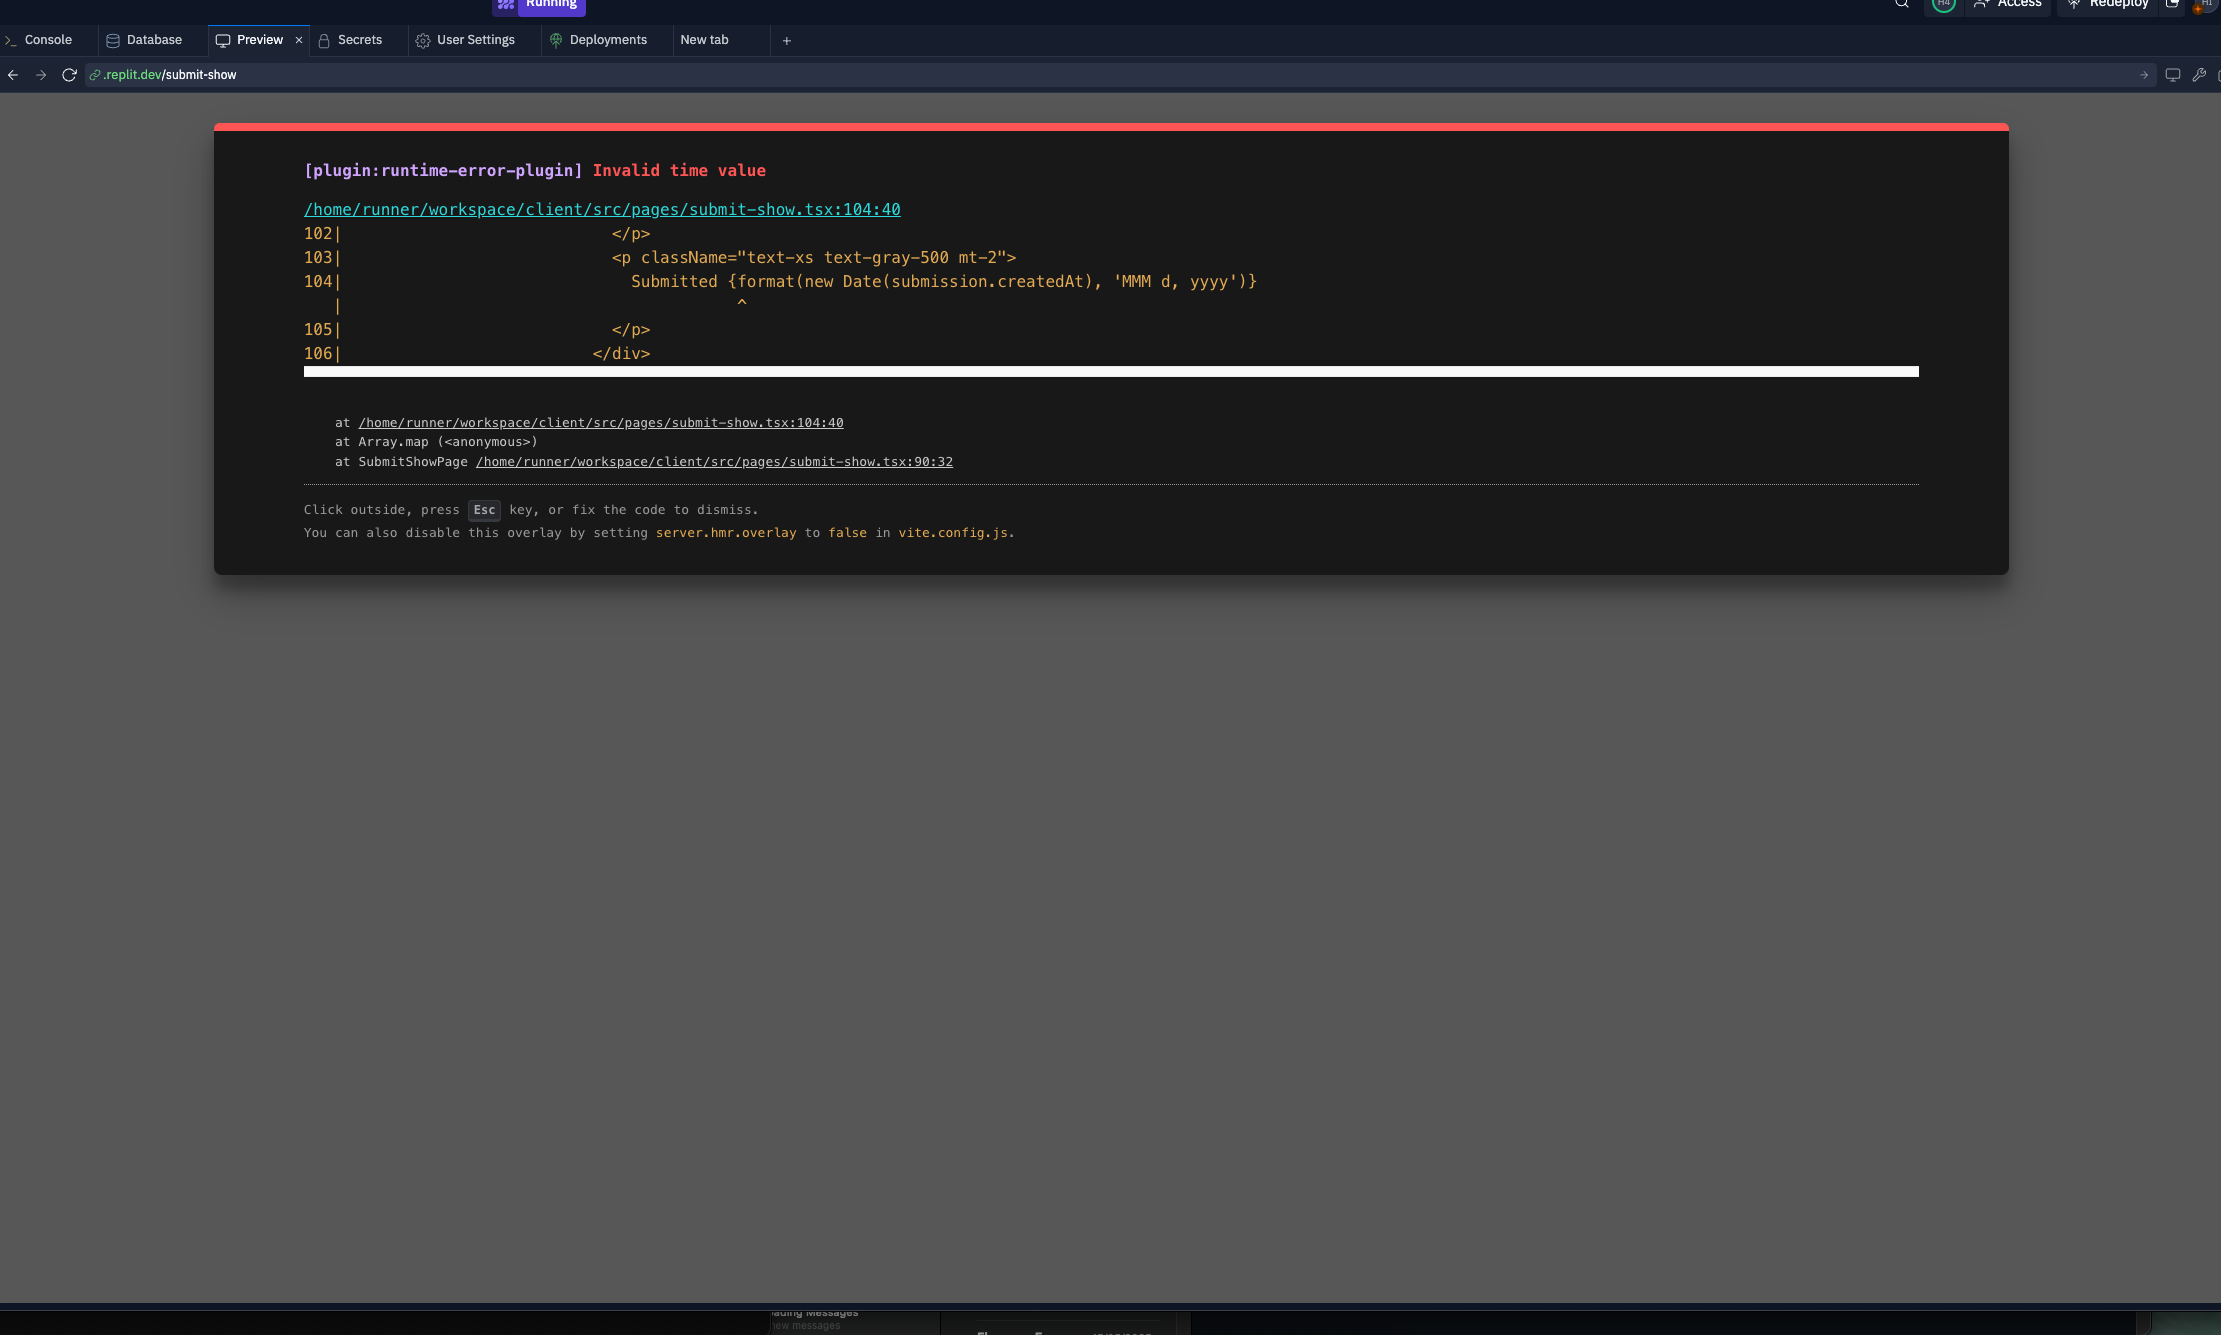 Running
Access
Redeploy
Console
Database
Preview
Secrets
User Settings
Deployments
New tab
.replit.dev/submit-show
[plugin:runtime-error-plugin] Invalid time value
/home/runner/workspace/client/src/pages/submit-show.tsx:104:40
102|                            </p>
103|                            <p className="text-xs text-gray-500 mt-2">
104|                              Submitted {format(new Date(submission.createdAt), 'MMM d, yyyy')}
   |                                         ^
105|                            </p>
106|                          </div>
at /home/runner/workspace/client/src/pages/submit-show.tsx:104:40
at Array.map (<anonymous>)
at SubmitShowPage /home/runner/workspace/client/src/pages/submit-show.tsx:90:32
Click outside, press Esc key, or fix the code to dismiss.
You can also disable this overlay by setting server.hmr.overlay to false in vite.config.js.
Messages
new messages